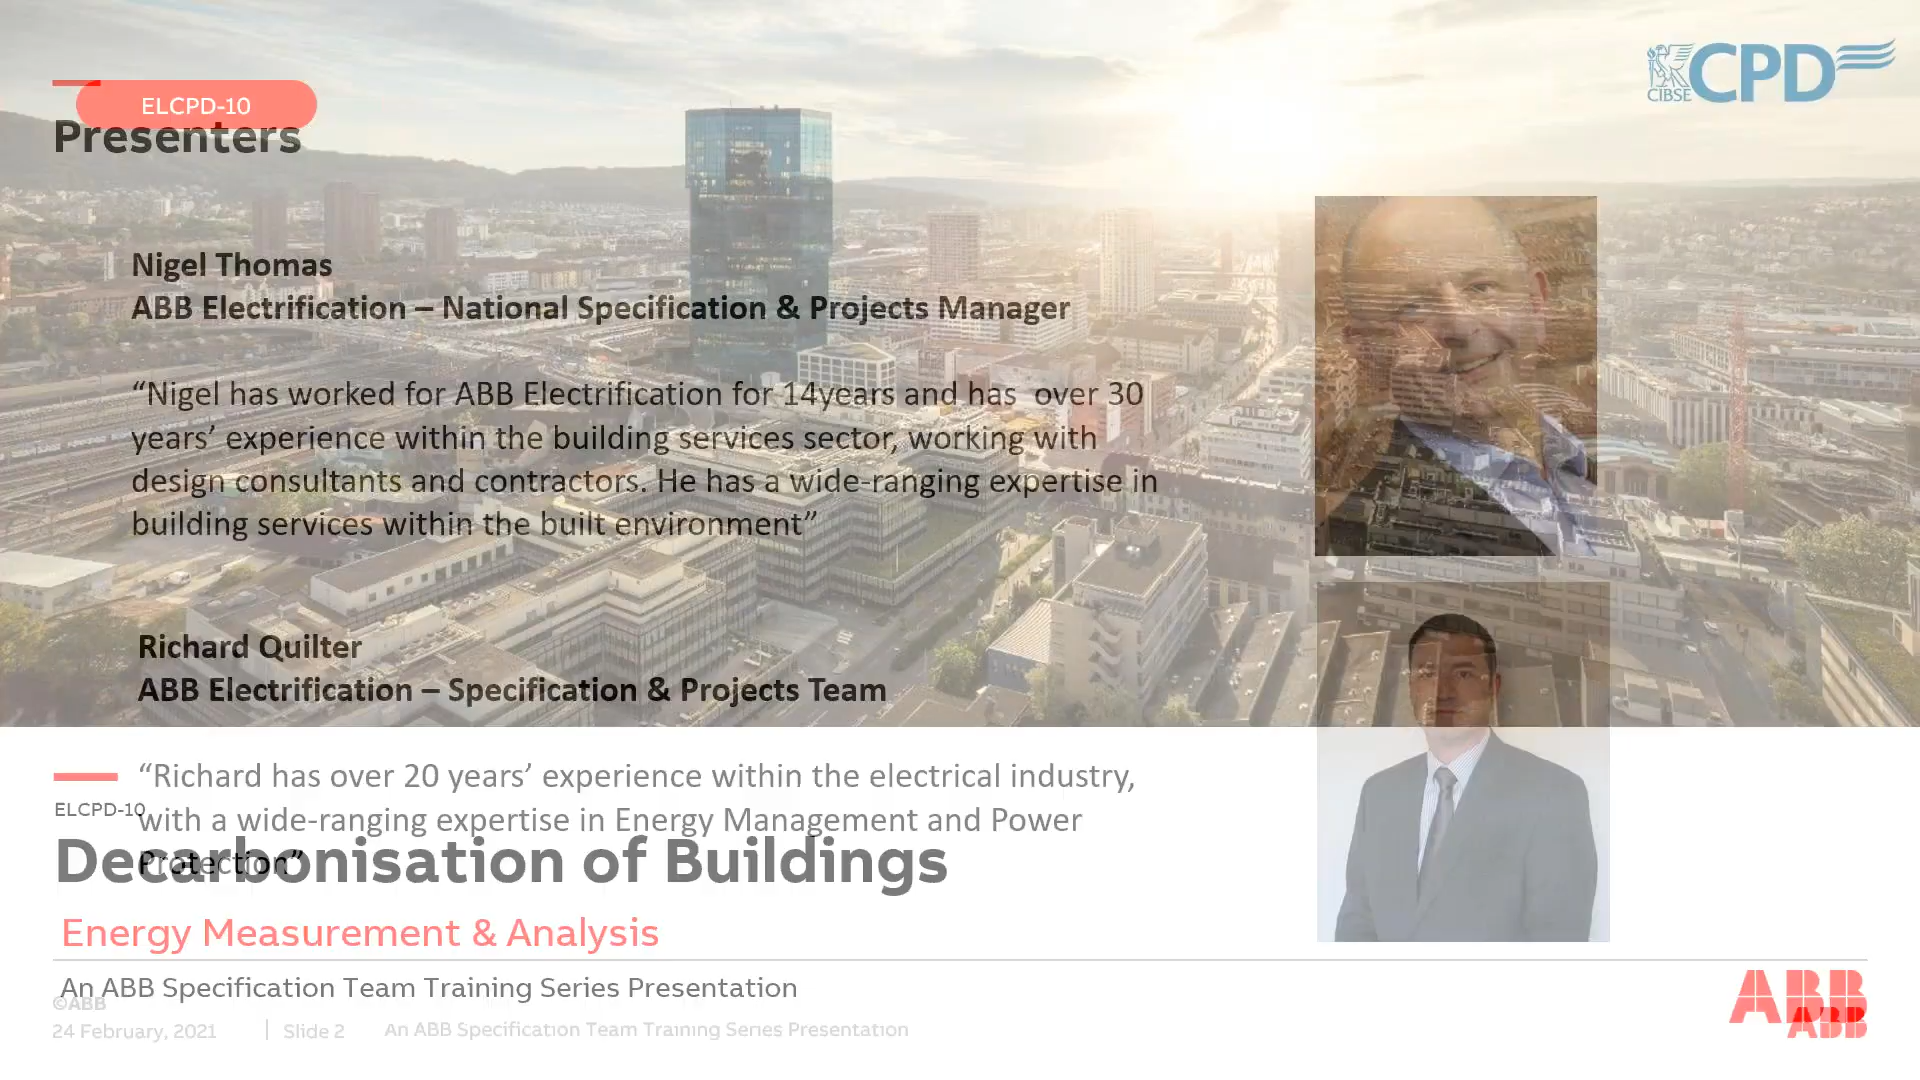 CIBSE CPD
ELCPD-10
Presenters
Nigel Thomas
ABB Electrification – National Specification & Projects Manager
“Nigel has worked for ABB Electrification for 14years and has  over 30
years’ experience within the building services sector, working with
design consultants and contractors. He has a wide-ranging expertise in
building services within the built environment”
Richard Quilter
ABB Electrification – Specification & Projects Team
“Richard has over 20 years’ experience within the electrical industry,
with a wide-ranging expertise in Energy Management and Power
Protection”
ELCPD-10
Decarbonisation of Buildings
Energy Measurement & Analysis
An ABB Specification Team Training Series Presentation
©ABB
24 February, 2021
Slide 2
An ABB Specification Team Training Series Presentation
ABB
ABB